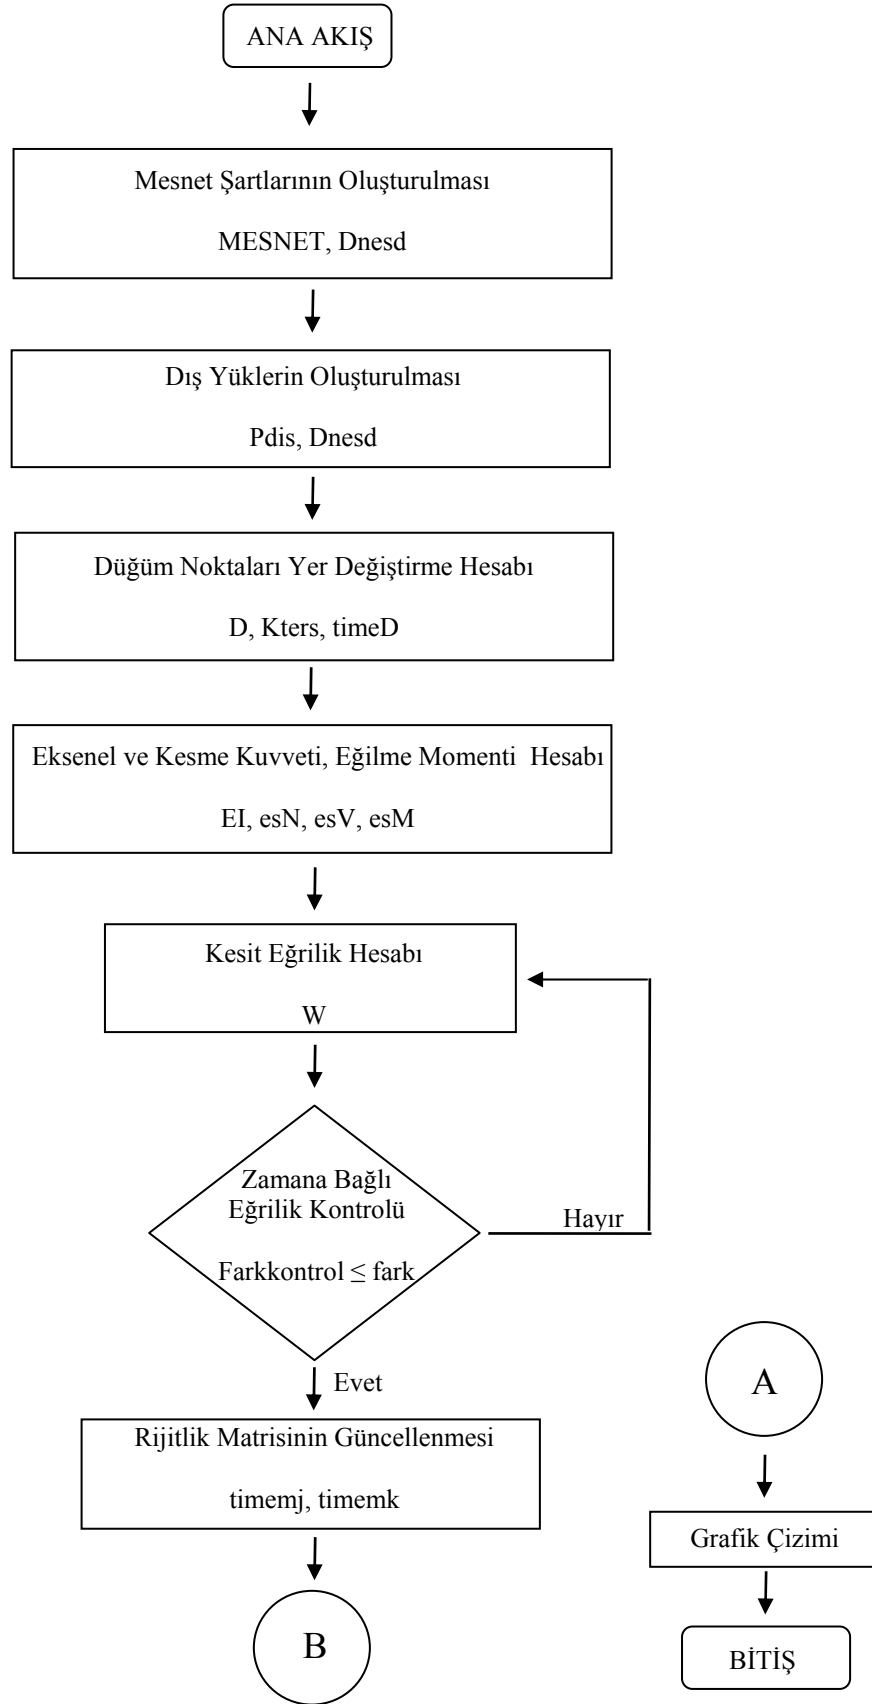 ANA AKIŞ
Mesnet Şartlarının Oluşturulması
MESNET, Dnesd
Dış Yüklerin Oluşturulması
Pdis, Dnesd
Düğüm Noktaları Yer Değiştirme Hesabı
D, Kters, timeD
Eksenel ve Kesme Kuvveti, Eğilme Momenti Hesabı
EI, esN, esV, esM
Kesit Eğrilik Hesabı
W
Zamana Bağlı
Eğrilik Kontrolü
Farkkontrol ≤ fark
Hayır
Evet
Rijitlik Matrisinin Güncellenmesi
timemj, timemk
B
A
Grafik Çizimi
BİTİŞ